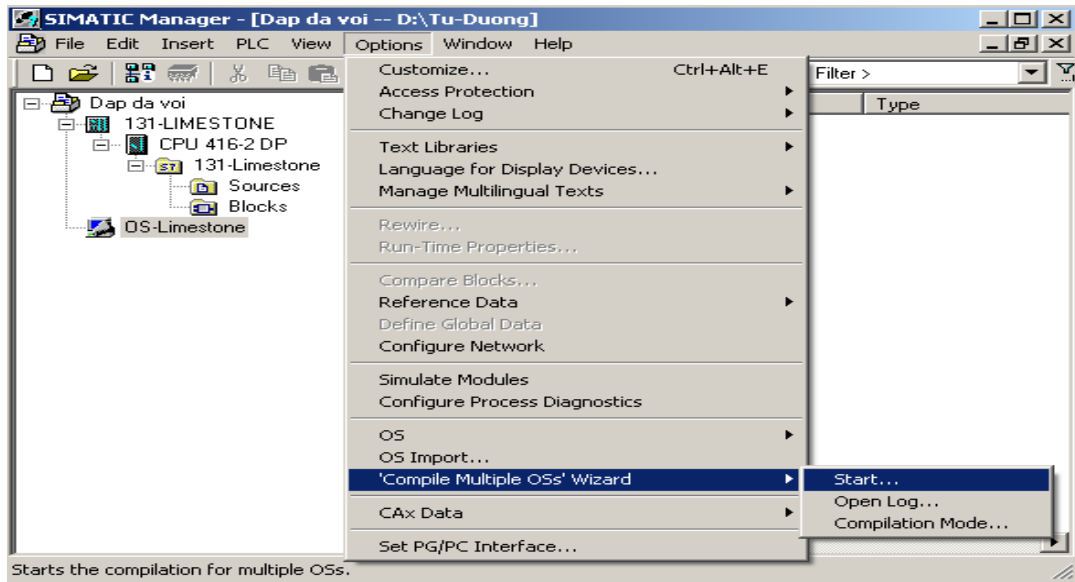 SIMATIC Manager - [Dap da voi -- D:\Tu-Duong]
File Edit Insert PLC View Options Window Help
Filter >
Type
Dap da voi
131-LIMESTONE
CPU 416-2 DP
131-Limestone
Sources
Blocks
OS-Limestone
Customize... Ctrl+Alt+E
Access Protection
Change Log
Text Libraries
Language for Display Devices...
Manage Multilingual Texts
Rewire...
Run-Time Properties...
Compare Blocks...
Reference Data
Define Global Data
Configure Network
Simulate Modules
Configure Process Diagnostics
OS
OS Import...
'Compile Multiple OSs' Wizard
CAx Data
Set PG/PC Interface...
Start...
Open Log...
Compilation Mode...
Starts the compilation for multiple OSs.